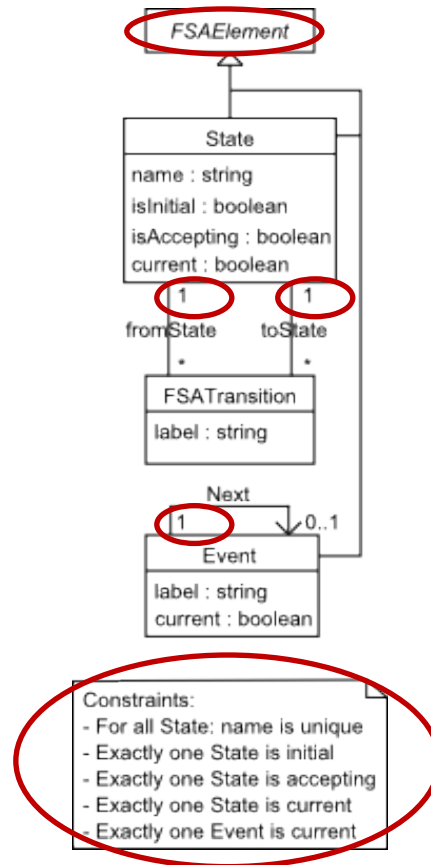 FSAElement
State
name : string
isInitial : boolean
isAccepting : boolean
current : boolean
1 1
fromState toState
* *
FSATransition
label : string
Next
1 0..1
Event
label : string
current : boolean
Constraints:
- For all State: name is unique
- Exactly one State is initial
- Exactly one State is accepting
- Exactly one State is current
- Exactly one Event is current